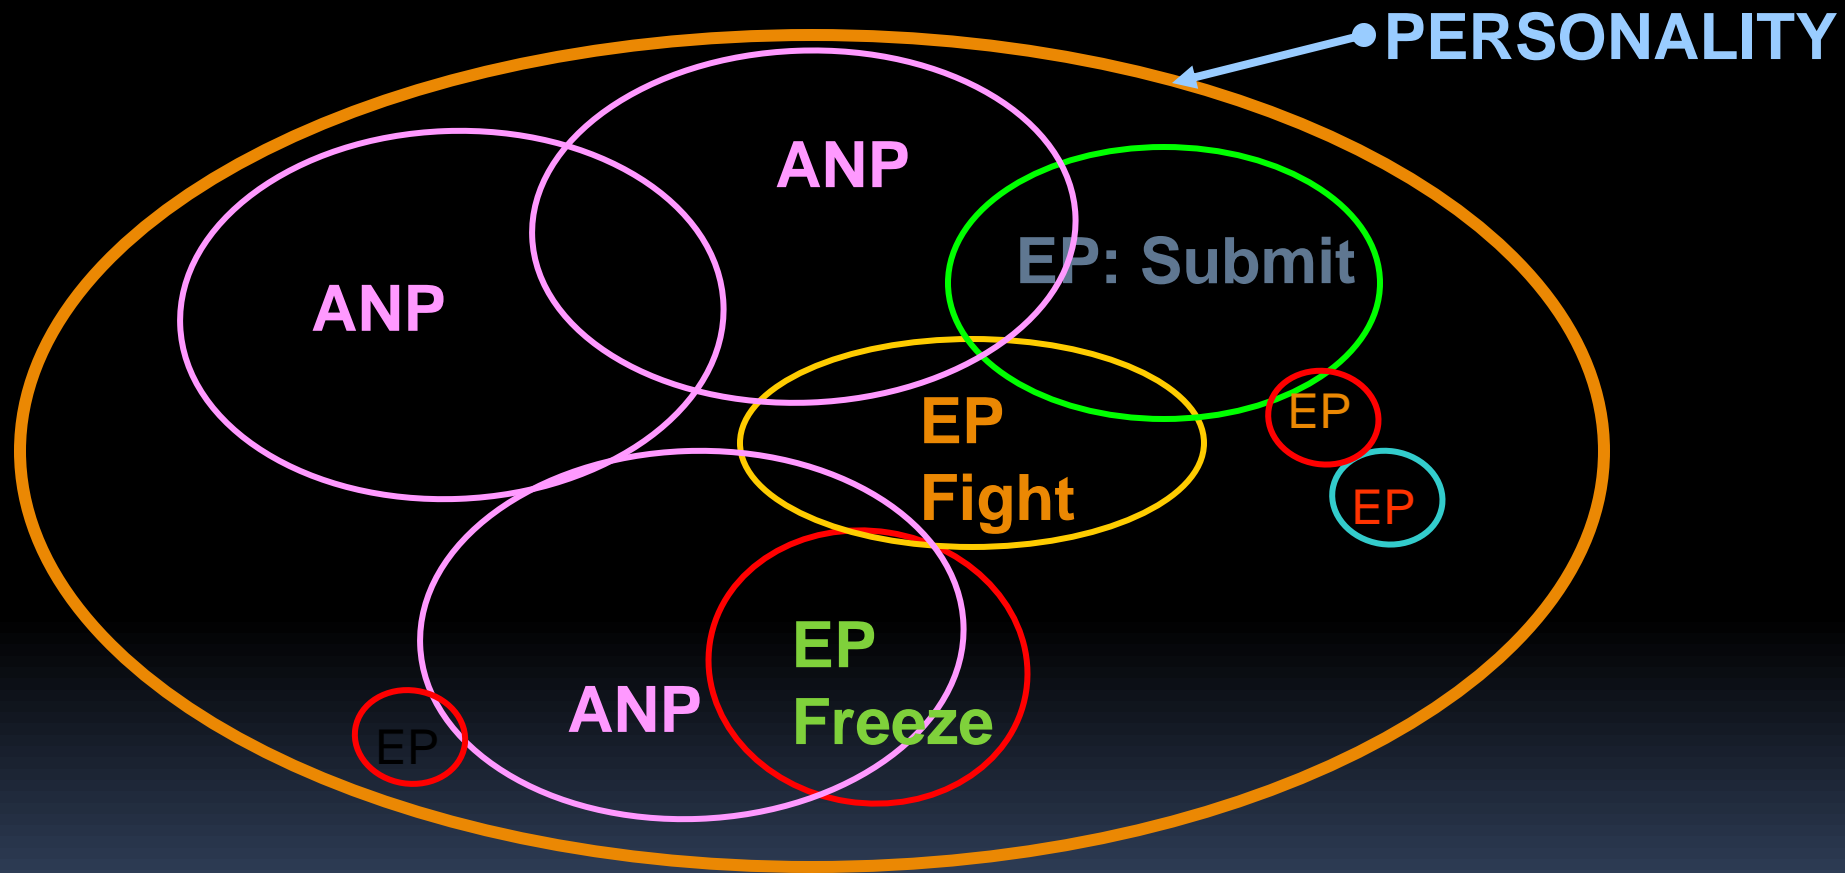 PERSONALITY
ANP
EP: Submit
ANP
EP
Fight
EP
EP
EP
Freeze
ANP
EP